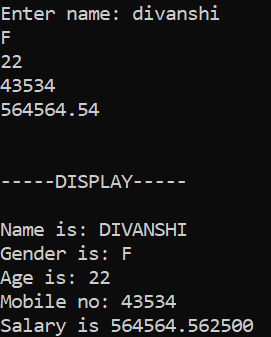 Enter name: divanshi
F
22
43534
564564.54
-----DISPLAY-----
Name is: DIVANSHI
Gender is: F
Age is: 22
Mobile no: 43534
Salary is 564564.562500